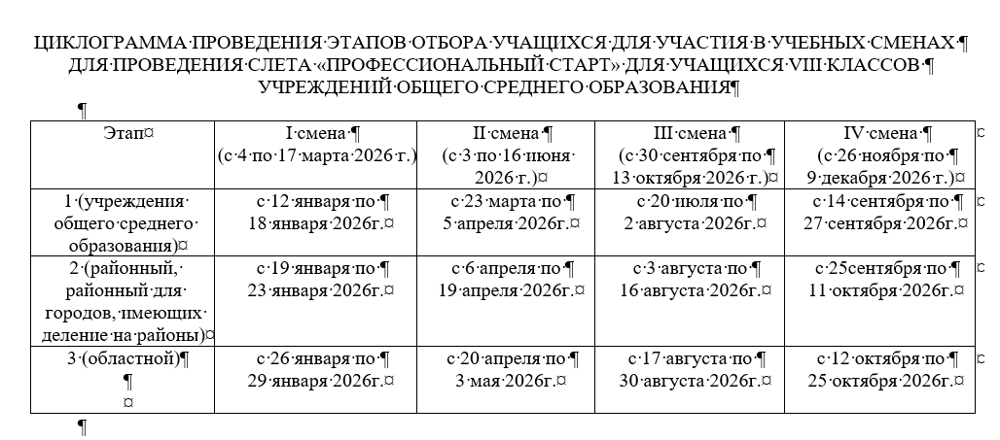 ЦИКЛОГРАММА ПРОВЕДЕНИЯ ЭТАПОВ ОТБОРА УЧАЩИХСЯ ДЛЯ УЧАСТИЯ В УЧЕБНЫХ СМЕНАХ
ДЛЯ ПРОВЕДЕНИЯ СЛЕТА «ПРОФЕССИОНАЛЬНЫЙ СТАРТ» ДЛЯ УЧАЩИХСЯ VIII КЛАССОВ
УЧРЕЖДЕНИЙ ОБЩЕГО СРЕДНЕГО ОБРАЗОВАНИЯ
Этап
I смена
(с 4 по 17 марта 2026 г.)
II смена
(с 3 по 16 июня
2026 г.)
III смена
(с 30 сентября по
13 октября 2026 г.)
IV смена
(с 26 ноября по
9 декабря 2026 г.)
1 (учреждения
общего среднего
образования)
с 12 января по
18 января 2026г.
с 23 марта по
5 апреля 2026г.
с 20 июля по
2 августа 2026г.
с 14 сентября по
27 сентября 2026г.
2 (районный,
районный для
городов, имеющих
деление на районы)
с 19 января по
23 января 2026г.
с 6 апреля по
19 апреля 2026г.
с 3 августа по
16 августа 2026г.
с 25сентября по
11 октября 2026г.
3 (областной)
с 26 января по
29 января 2026г.
с 20 апреля по
3 мая 2026г.
с 17 августа по
30 августа 2026г.
с 12 октября по
25 октября 2026г.